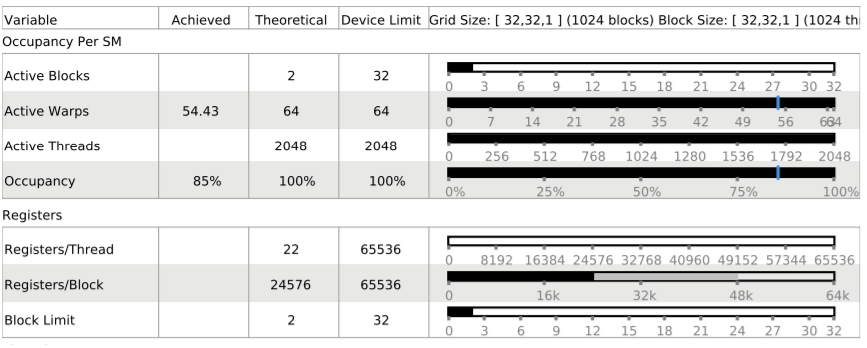 Variable Achieved Theoretical Device Limit Grid Size: [ 32,32,1 ] (1024 blocks) Block Size: [ 32,32,1 ] (1024 th
Occupancy Per SM
Active Blocks 2 32
0 3 6 9 12 15 18 21 24 27 30 32
Active Warps 54.43 64 64
0 7 14 21 28 35 42 49 56 63 64
Active Threads 2048 2048
0 256 512 768 1024 1280 1536 1792 2048
Occupancy 85% 100% 100%
0% 25% 50% 75% 100%
Registers
Registers/Thread 22 65536
0 8192 16384 24576 32768 40960 49152 57344 65536
Registers/Block 24576 65536
0 16k 32k 48k 64k
Block Limit 2 32
0 3 6 9 12 15 18 21 24 27 30 32